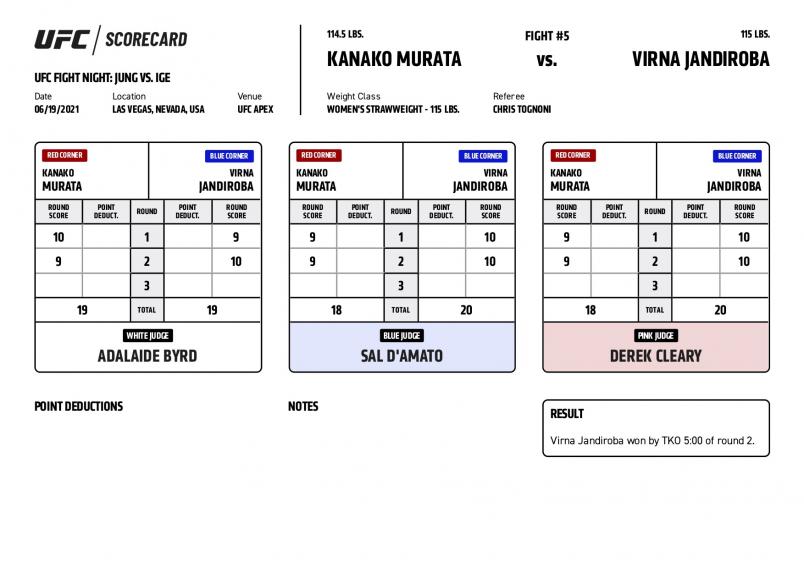 UFC / SCORECARD
UFC FIGHT NIGHT: JUNG VS. IGE
Date Location Venue
06/19/2021 LAS VEGAS, NEVADA, USA UFC APEX
114.5 LBS. FIGHT #5 115 LBS.
KANAKO MURATA VS. VIRNA JANDIROBA
Weight Class Referee
WOMEN'S STRAWWEIGHT - 115 LBS. CHRIS TOGNONI
RED CORNER BLUE CORNER
KANAKO VIRNA
MURATA JANDIROBA
ROUND SCORE POINT DEDUCT. ROUND POINT DEDUCT. ROUND SCORE
10 1 9
9 2 10
3
19 TOTAL 19
WHITE JUDGE
ADALAIDE BYRD
RED CORNER BLUE CORNER
KANAKO VIRNA
MURATA JANDIROBA
ROUND SCORE POINT DEDUCT. ROUND POINT DEDUCT. ROUND SCORE
9 1 10
9 2 10
3
18 TOTAL 20
BLUE JUDGE
SAL D'AMATO
RED CORNER BLUE CORNER
KANAKO VIRNA
MURATA JANDIROBA
ROUND SCORE POINT DEDUCT. ROUND POINT DEDUCT. ROUND SCORE
9 1 10
9 2 10
3
18 TOTAL 20
PINK JUDGE
DEREK CLEARY
POINT DEDUCTIONS
NOTES
RESULT
Virna Jandiroba won by TKO 5:00 of round 2.